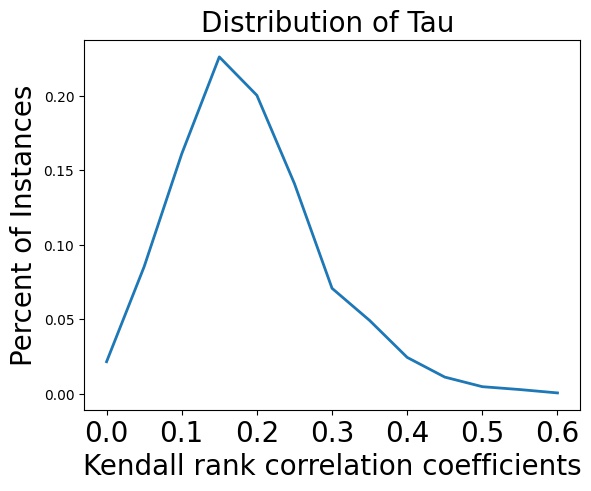 Distribution of Tau
Percent of Instances
0.20
0.15
0.10
0.05
0.00
0.0 0.1 0.2 0.3 0.4 0.5 0.6
Kendall rank correlation coefficients